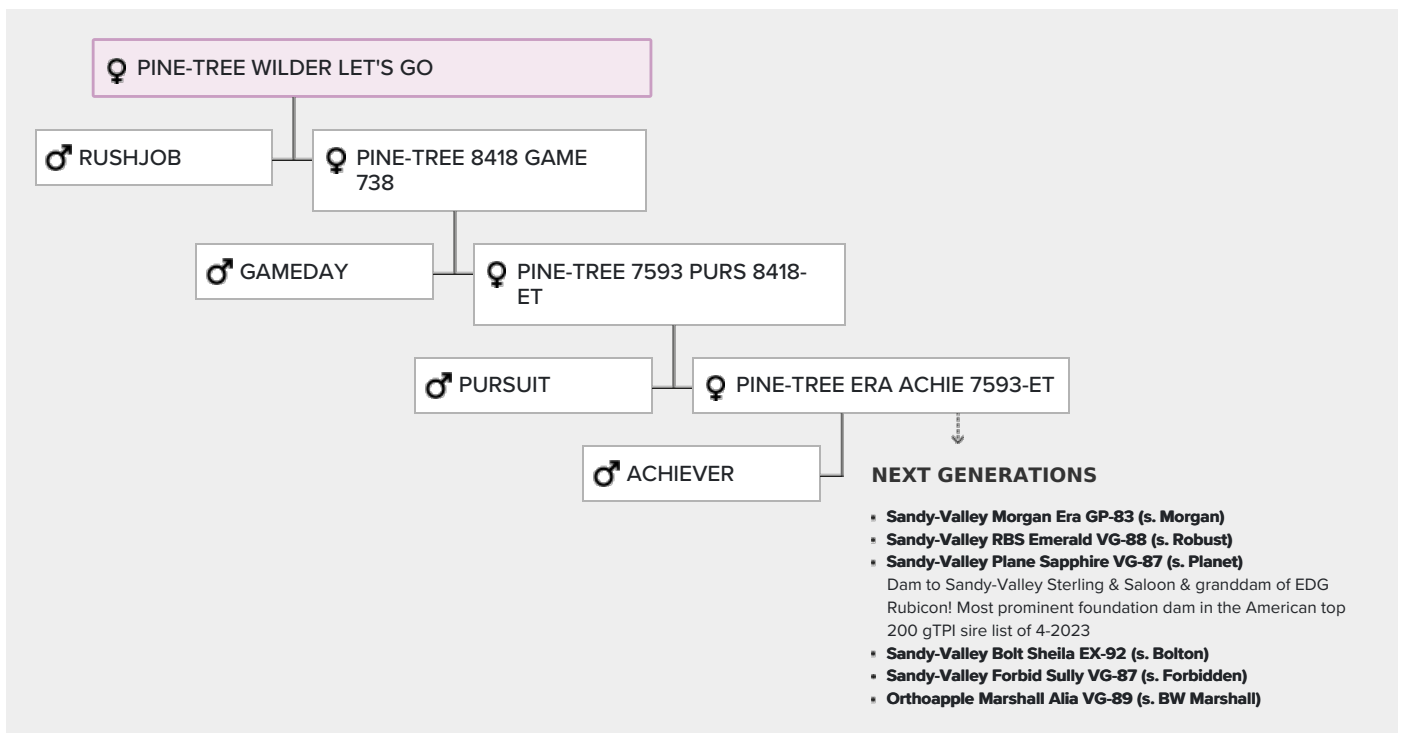 PINE-TREE WILDER LET'S GO
RUSHJOB
PINE-TREE 8418 GAME
738
GAMEDAY
PINE-TREE 7593 PURS 8418-
ET
PURSUIT
PINE-TREE ERA ACHIE 7593-ET
ACHIEVER
NEXT GENERATIONS
Sandy-Valley Morgan Era GP-83 (s. Morgan)
Sandy-Valley RBS Emerald VG-88 (s. Robust)
Sandy-Valley Plane Sapphire VG-87 (s. Planet)
Dam to Sandy-Valley Sterling & Saloon & granddam of EDG
Rubicon! Most prominent foundation dam in the American top
200 gTPI sire list of 4-2023
Sandy-Valley Bolt Sheila EX-92 (s. Bolton)
Sandy-Valley Forbid Sully VG-87 (s. Forbidden)
Orthoapple Marshall Alia VG-89 (s. BW Marshall)